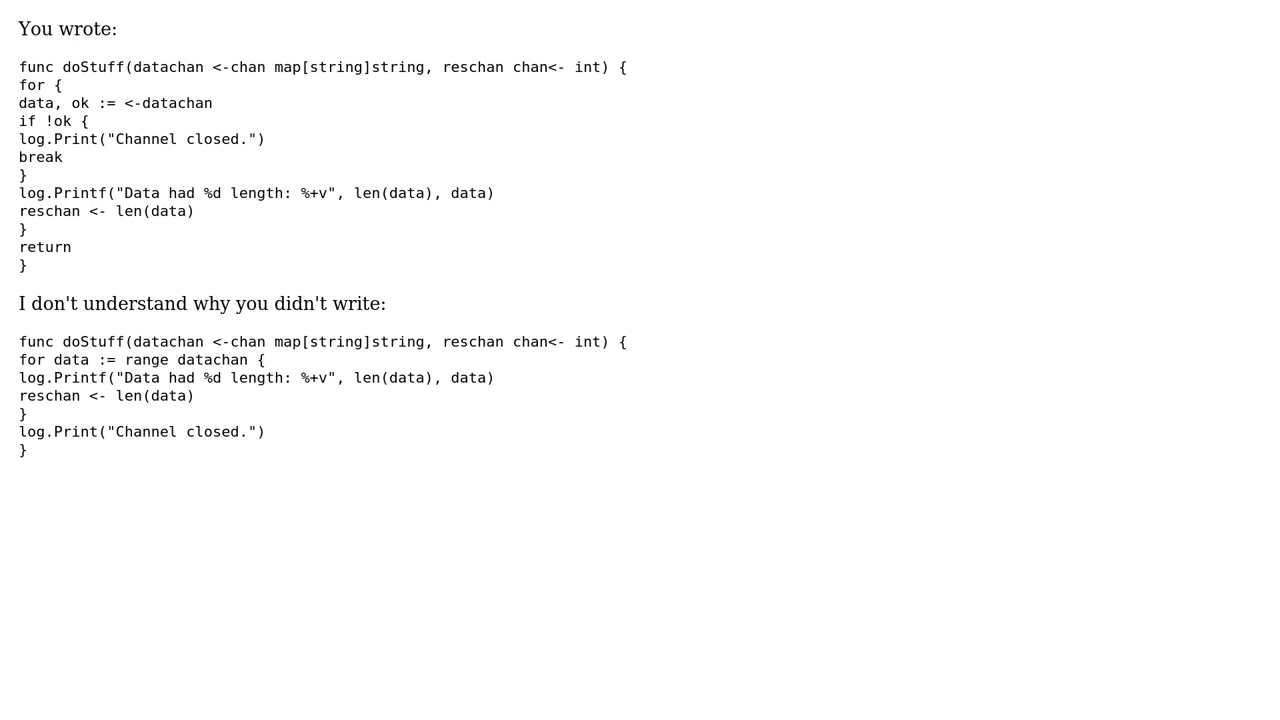 You wrote:
func doStuff(datachan <-chan map[string]string, reschan chan<- int) {
for {
data, ok := <-datachan
if !ok {
log.Print("Channel closed.")
break
}
log.Printf("Data had %d length: %+v", len(data), data)
reschan <- len(data)
}
return
}
I don't understand why you didn't write:
func doStuff(datachan <-chan map[string]string, reschan chan<- int) {
for data := range datachan {
log.Printf("Data had %d length: %+v", len(data), data)
reschan <- len(data)
}
log.Print("Channel closed.")
}